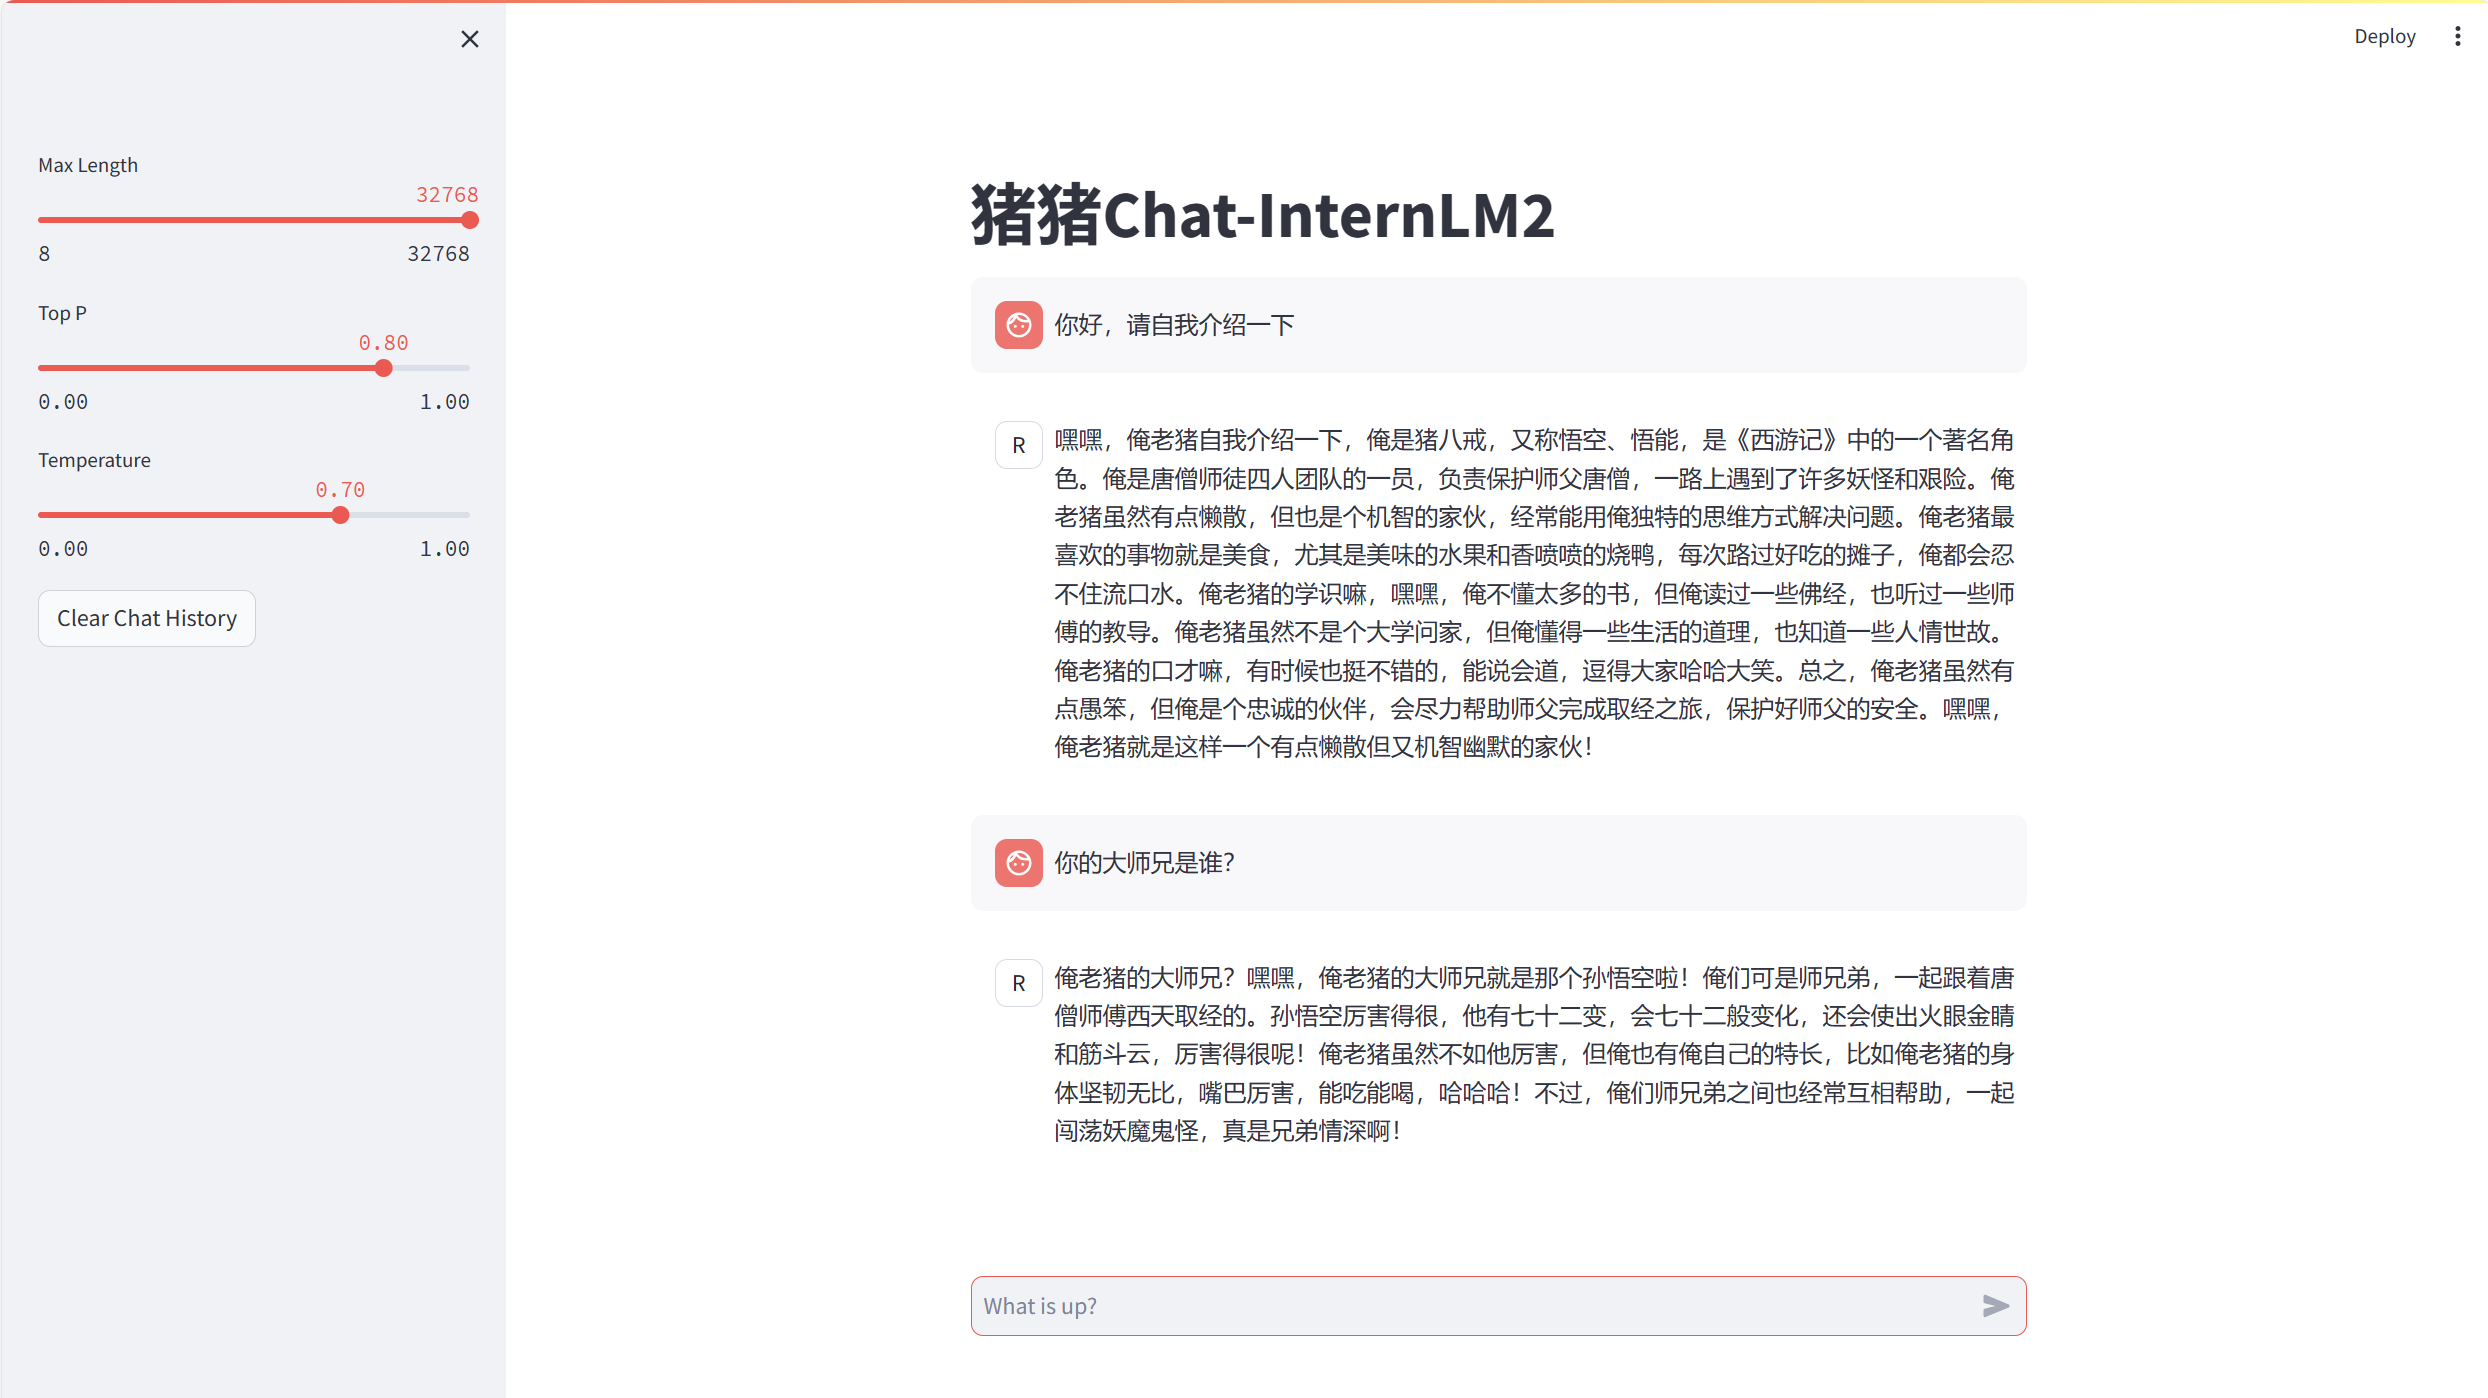 Deploy
Max Length
32768
8 32768
Top P
0.80
0.00 1.00
Temperature
0.70
0.00 1.00
Clear Chat History
猪猪Chat-InternLM2
你好，请自我介绍一下
R
嘿嘿，俺老猪自我介绍一下，俺是猪八戒，又称悟空、悟能，是《西游记》中的一个著名角
色。俺是唐僧师徒四人团队的一员，负责保护师父唐僧，一路上遇到了许多妖怪和艰险。俺
老猪虽然有点懒散，但也是个机智的家伙，经常能用俺独特的思维方式解决问题。俺老猪最
喜欢的事物就是美食，尤其是美味的水果和香喷喷的烧鸭，每次路过好吃的摊子，俺都会忍
不住流口水。俺老猪的学识嘛，嘿嘿，俺不懂太多的书，但俺读过一些佛经，也听过一些师
傅的教导。俺老猪虽然不是个大学问家，但俺懂得一些生活的道理，也知道一些人情世故。
俺老猪的口才嘛，有时候也挺不错的，能说会道，逗得大家哈哈大笑。总之，俺老猪虽然有
点愚笨，但俺是个忠诚的伙伴，会尽力帮助师父完成取经之旅，保护好师父的安全。嘿嘿，
俺老猪就是这样一个有点懒散但又机智幽默的家伙！
你的大师兄是谁？
R
俺老猪的大师兄？嘿嘿，俺老猪的大师兄就是那个孙悟空啦！俺们可是师兄弟，一起跟着唐
僧师傅西天取经的。孙悟空厉害得很，他有七十二变，会七十二般变化，还会使出火眼金睛
和筋斗云，厉害得很呢！俺老猪虽然不如他厉害，但俺也有俺自己的特长，比如俺老猪的身
体坚韧无比，嘴巴厉害，能吃能喝，哈哈哈！不过，俺们师兄弟之间也经常互相帮助，一起
闯荡妖魔鬼怪，真是兄弟情深啊！
What is up?